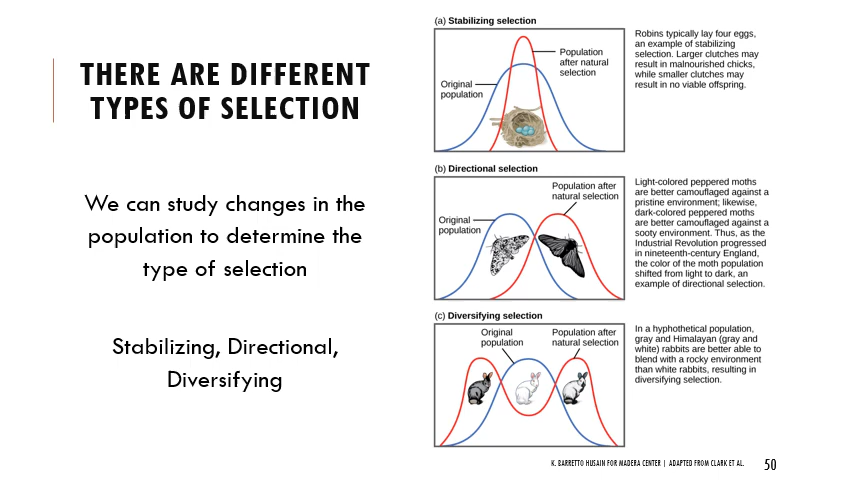 THERE ARE DIFFERENT
TYPES OF SELECTION
We can study changes in the
population to determine the
type of selection
Stabilizing, Directional,
Diversifying
(a) Stabilizing selection
Population
after natural
selection
Original
population
Robins typically lay four eggs,
an example of stabilizing
selection. Larger clutches may
result in malnourished chicks,
while smaller clutches may
result in no viable offspring.
(b) Directional selection
Population after
natural selection
Original
population
Light-colored peppered moths
are better camouflaged against a
pristine environment; likewise,
dark-colored peppered moths
are better camouflaged against a
sooty environment. Thus, as the
Industrial Revolution progressed
in nineteenth-century England,
the color of the moth population
shifted from light to dark, an
example of directional selection.
(c) Diversifying selection
Original
population
Population after
natural selection
In a hyphothetical population,
gray and Himalayan (gray and
white) rabbits are better able to
blend with a rocky environment
than white rabbits, resulting in
diversifying selection.
K. BARRETTO HUSAIN FOR MADERA CENTER | ADAPTED FROM CLARK ET AL.
50